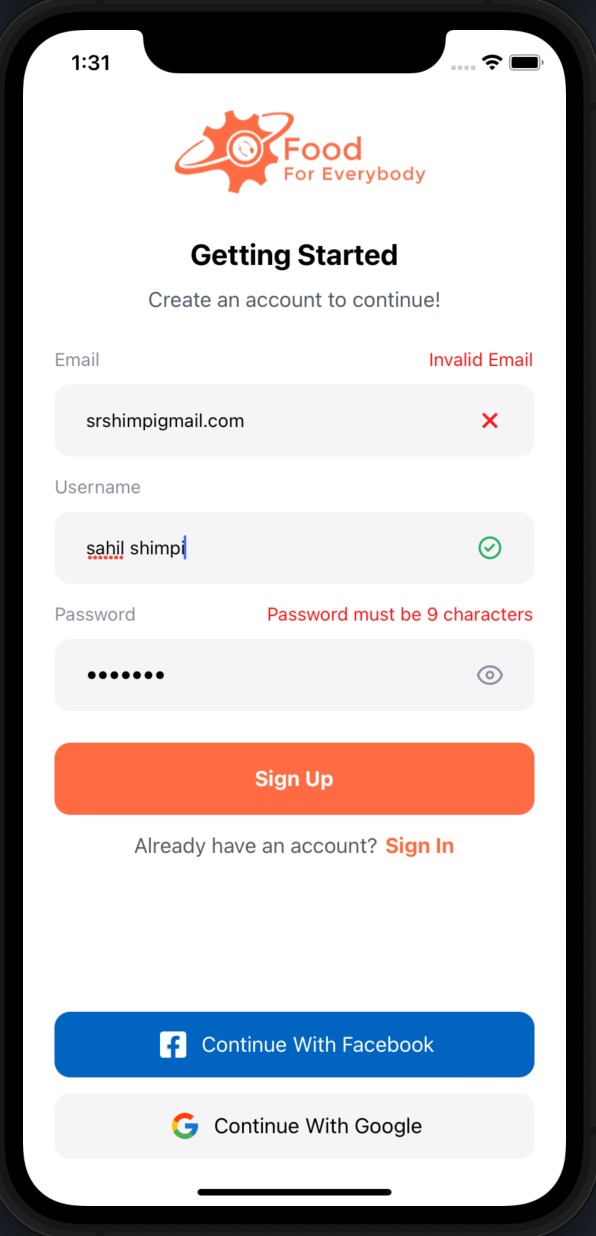 1:31
Food
For Everybody
Getting Started
Create an account to continue!
Email Invalid Email
srshimpigmail.com
Username
sahil shimpi
Password Password must be 9 characters
•••••••
Sign Up
Already have an account? Sign In
Continue With Facebook
Continue With Google